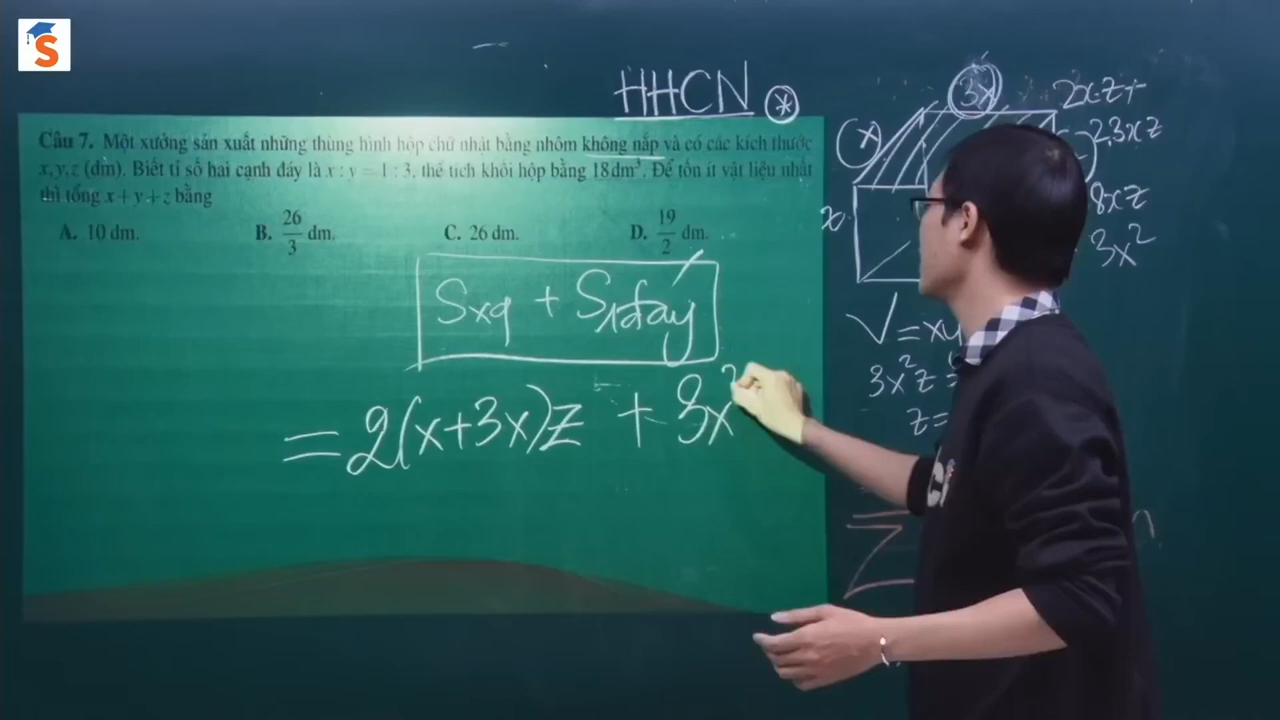 S
HHCN *
Câu 7. Một xưởng sản xuất những thùng hình hộp chữ nhật bằng nhôm không nắp và có các kích thước
x, y, z (dm). Biết tỉ số hai cạnh đáy là x : y = 1 : 3, thể tích khối hộp bằng 18dm³. Để tốn ít vật liệu nhất
thì tổng x + y + z bằng
A. 10 dm. B. 26/3 dm. C. 26 dm. D. 19/2 dm.
Sxq + S1đáy
= 2(x+3x)z + 3x²
3x
x
z
2x.z+
2.3xz
8xz
3x²
V = xy
3x²z =
z =